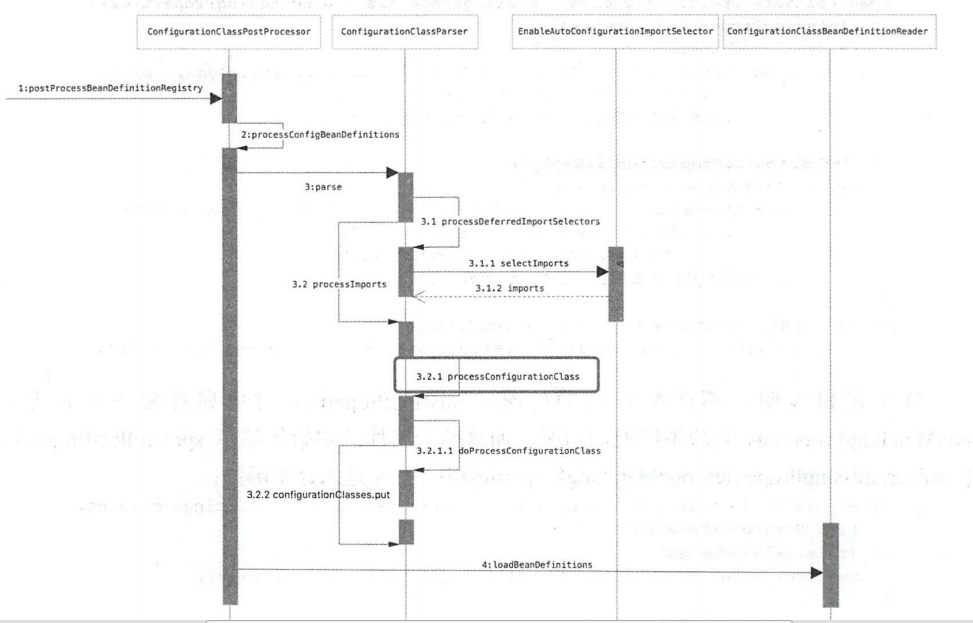 ConfigurationClassPostProcessor
ConfigurationClassParser
EnableAutoConfigurationImportSelector
ConfigurationClassBeanDefinitionReader
1:postProcessBeanDefinitionRegistry
2:processConfigBeanDefinitions
3:parse
3.1 processDeferredImportSelectors
3.1.1 selectImports
3.2 processImports
3.1.2 imports
3.2.1 processConfigurationClass
3.2.1.1 doProcessConfigurationClass
3.2.2 configurationClasses.put
4:loadBeanDefinitions